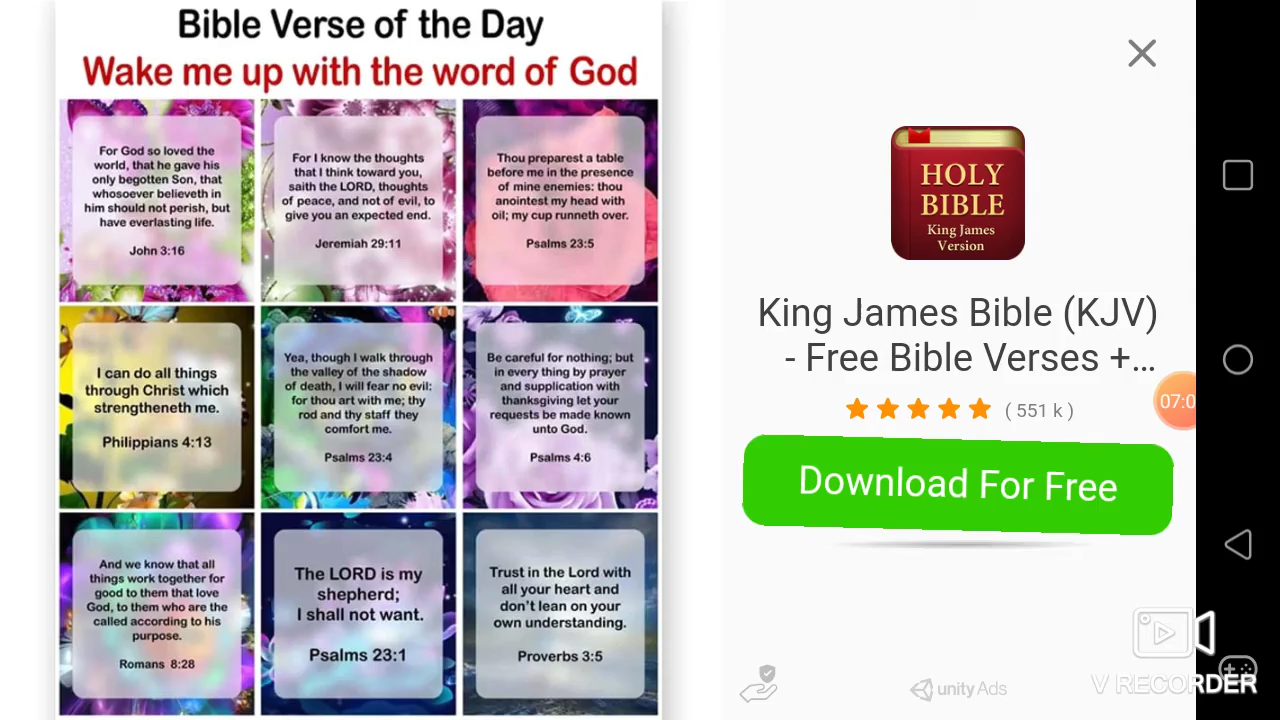 Bible Verse of the Day
Wake me up with the word of God
For God so loved the
world, that he gave his
only begotten Son, that
whosoever believeth in
him should not perish, but
have everlasting life.
John 3:16
For I know the thoughts
that I think toward you,
saith the LORD, thoughts
of peace, and not of evil, to
give you an expected end.
Jeremiah 29:11
Thou preparest a table
before me in the presence
of mine enemies: thou
anointest my head with
oil; my cup runneth over.
Psalms 23:5
I can do all things
through Christ which
strengtheneth me.
Philippians 4:13
Yea, though I walk through
the valley of the shadow
of death, I will fear no evil:
for thou art with me; thy
rod and thy staff they
comfort me.
Psalms 23:4
Be careful for nothing; but
in every thing by prayer
and supplication with
thanksgiving let your
requests be made known
unto God.
Psalms 4:6
And we know that all
things work together for
good to them that love
God, to them who are the
called according to his
purpose.
Romans 8:28
The LORD is my
shepherd;
I shall not want.
Psalms 23:1
Trust in the Lord with
all your heart and
don't lean on your
own understanding.
Proverbs 3:5
HOLY
BIBLE
King James
Version
King James Bible (KJV)
- Free Bible Verses +...
( 551 k )
07:0
Download For Free
unity Ads
V RECORDER